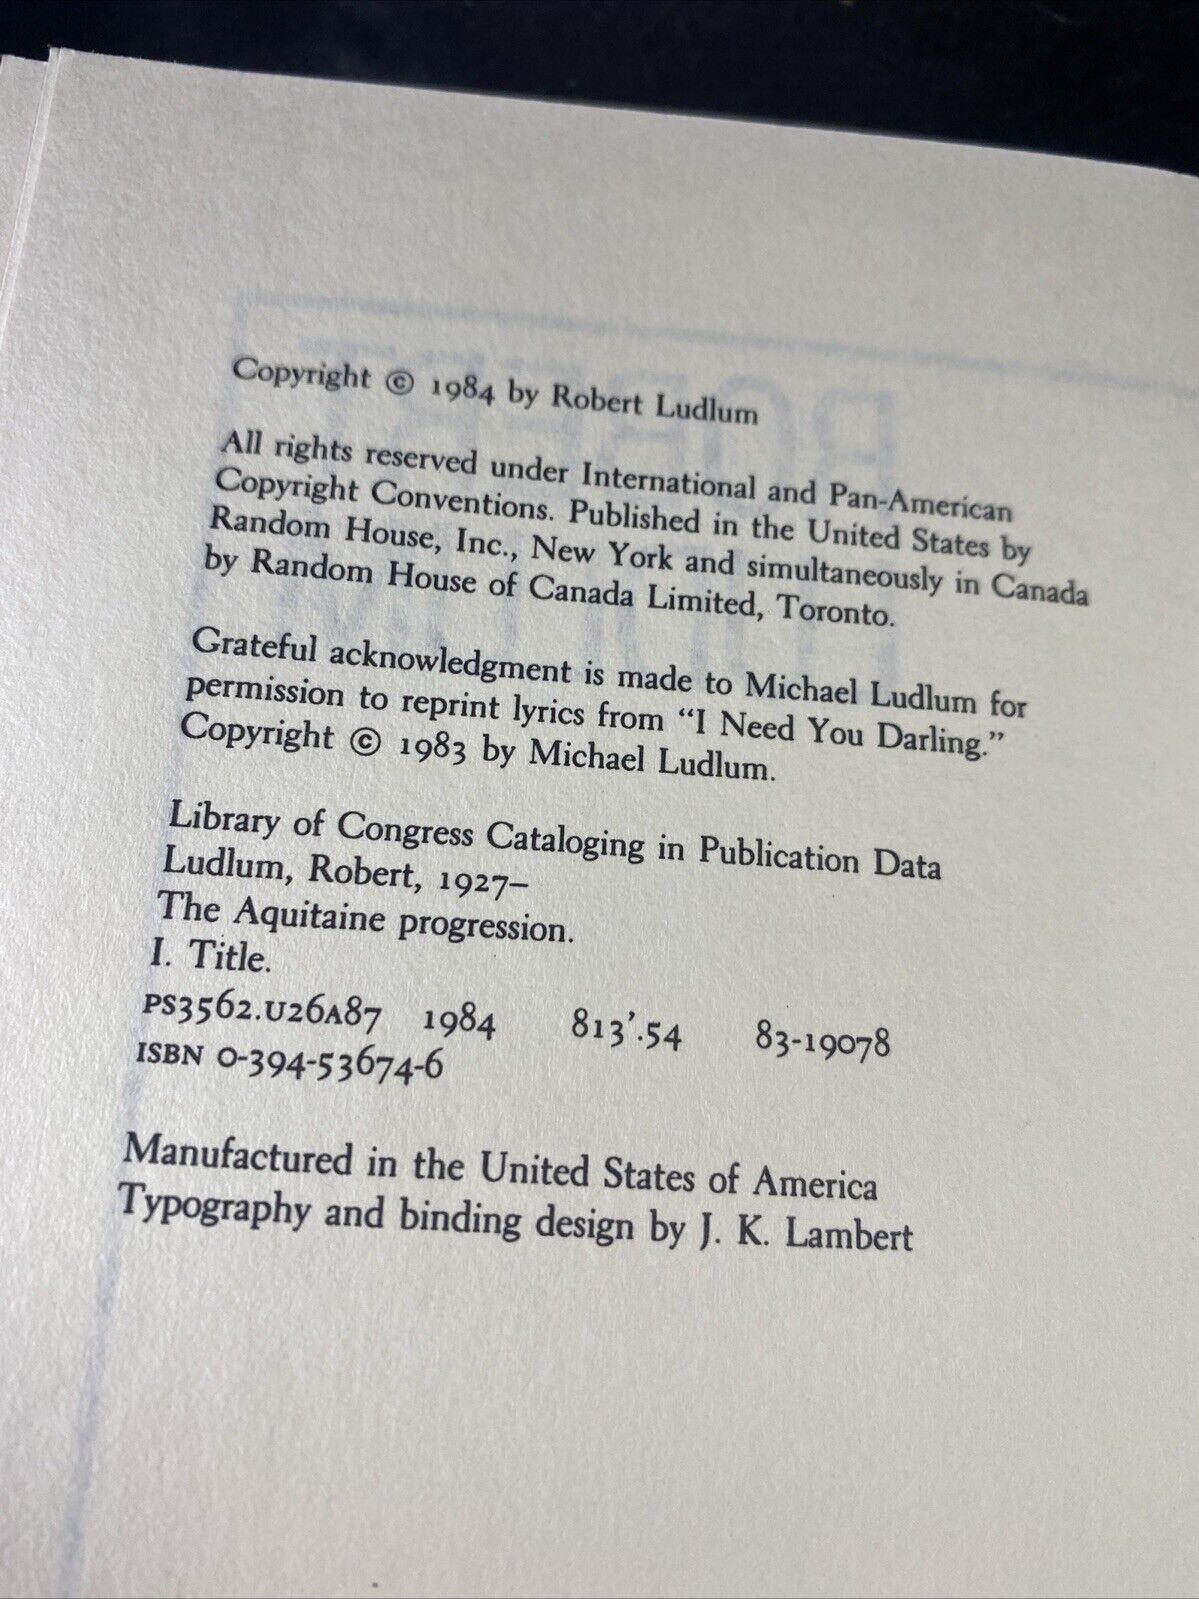 Copyright © 1984 by Robert Ludlum
All rights reserved under International and Pan-American
Copyright Conventions. Published in the United States by
Random House, Inc., New York and simultaneously in Canada
by Random House of Canada Limited, Toronto.
Grateful acknowledgment is made to Michael Ludlum for
permission to reprint lyrics from “I Need You Darling.”
Copyright © 1983 by Michael Ludlum.
Library of Congress Cataloging in Publication Data
Ludlum, Robert, 1927–
The Aquitaine progression.
I. Title.
PS3562.U26A87 1984 813'.54 83-19078
ISBN 0-394-53674-6
Manufactured in the United States of America
Typography and binding design by J. K. Lambert